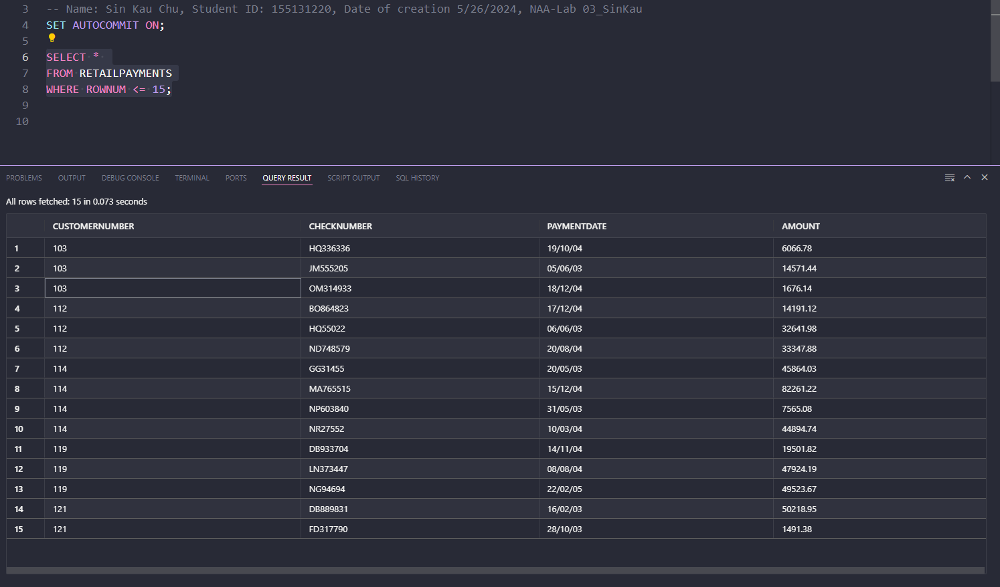 3 -- Name: Sin Kau Chu, Student ID: 155131220, Date of creation 5/26/2024, NAA-Lab 03_SinKau
4 SET AUTOCOMMIT ON;
5
6 SELECT *
7 FROM RETAILPAYMENTS
8 WHERE ROWNUM <= 15;
9
10
PROBLEMS OUTPUT DEBUG CONSOLE TERMINAL PORTS QUERY RESULT SCRIPT OUTPUT SQL HISTORY
All rows fetched: 15 in 0.073 seconds
CUSTOMERNUMBER CHECKNUMBER PAYMENTDATE AMOUNT
1 103 HQ336336 19/10/04 6066.78
2 103 JM555205 05/06/03 14571.44
3 103 OM314933 18/12/04 1676.14
4 112 BO864823 17/12/04 14191.12
5 112 HQ55022 06/06/03 32641.98
6 112 ND748579 20/08/04 33347.88
7 114 GG31455 20/05/03 45864.03
8 114 MA765515 15/12/04 82261.22
9 114 NP603840 31/05/03 7565.08
10 114 NR27552 10/03/04 44894.74
11 119 DB933704 14/11/04 19501.82
12 119 LN373447 08/08/04 47924.19
13 119 NG94694 22/02/05 49523.67
14 121 DB889831 16/02/03 50218.95
15 121 FD317790 28/10/03 1491.38